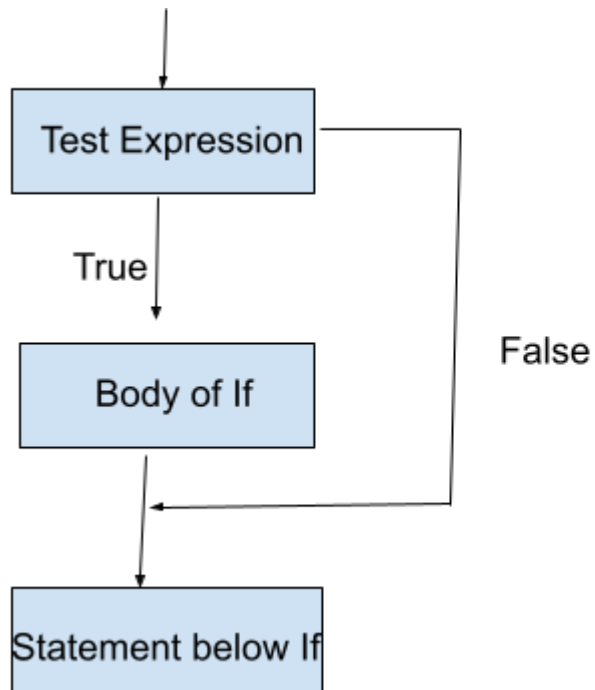 Test Expression
True
False
Body of If
Statement below If